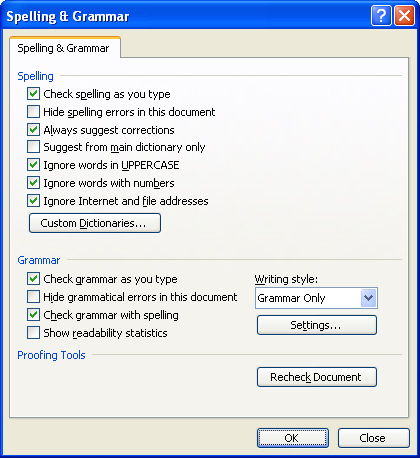 Spelling & Grammar
Spelling & Grammar
Spelling
Check spelling as you type
Hide spelling errors in this document
Always suggest corrections
Suggest from main dictionary only
Ignore words in UPPERCASE
Ignore words with numbers
Ignore Internet and file addresses
Custom Dictionaries...
Grammar
Check grammar as you type
Writing style:
Hide grammatical errors in this document
Grammar Only
Check grammar with spelling
Settings...
Show readability statistics
Proofing Tools
Recheck Document
OK
Close